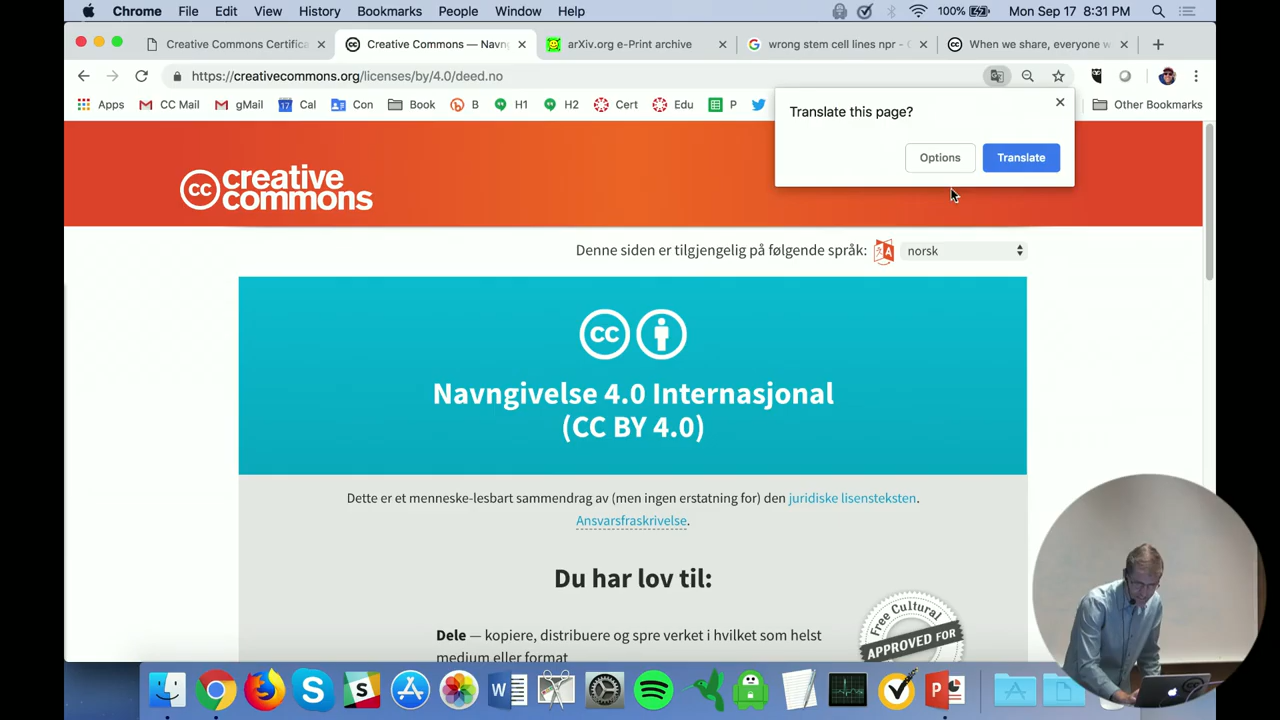 Chrome File Edit View History Bookmarks People Window Help 100% Mon Sep 17 8:31 PM
Creative Commons Certifica
Creative Commons — Navng
arXiv.org e-Print archive
wrong stem cell lines npr -
When we share, everyone w
https://creativecommons.org/licenses/by/4.0/deed.no
Apps CC Mail gMail Cal Con Book B H1 H2 Cert Edu P Other Bookmarks
17
Translate this page?
Options Translate
cc creative commons
Denne siden er tilgjengelig på følgende språk: norsk
cc
Navngivelse 4.0 Internasjonal
(CC BY 4.0)
Dette er et menneske-lesbart sammendrag av (men ingen erstatning for) den juridiske lisensteksten.
Ansvarsfraskrivelse.
Du har lov til:
Dele — kopiere, distribuere og spre verket i hvilket som helst
medium eller format
Free Cultural
APPROVED FOR